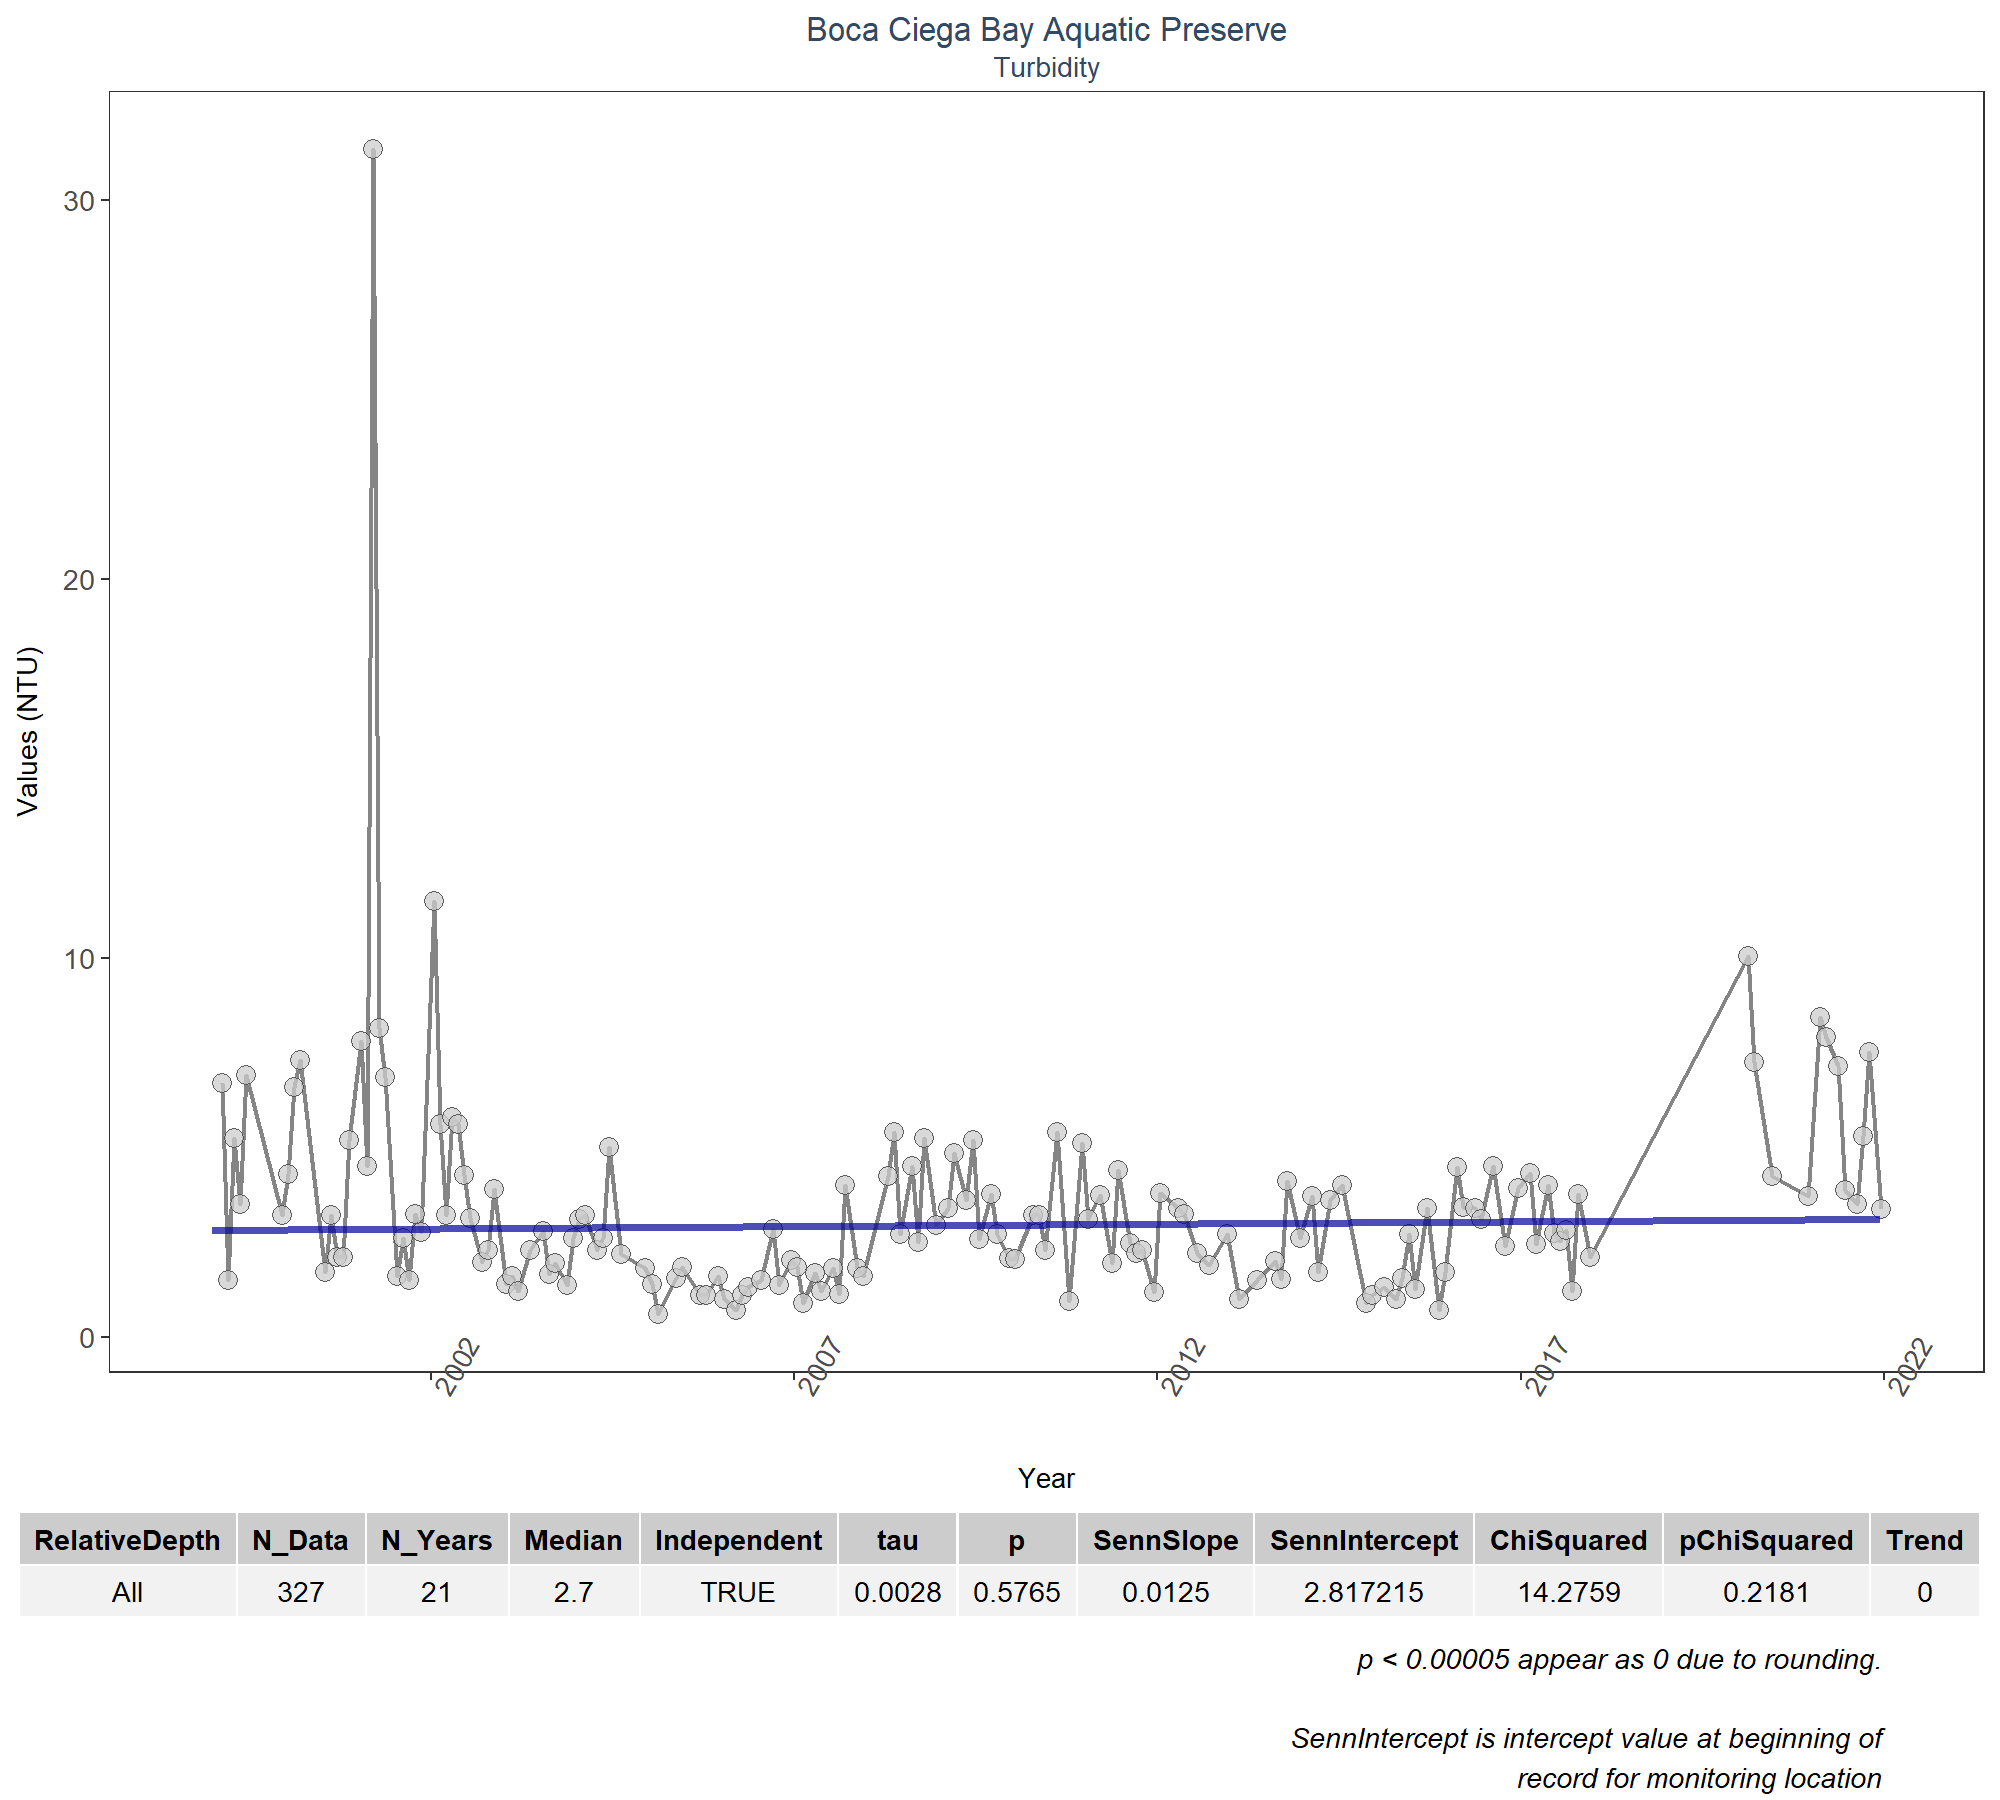 Boca Ciega Bay Aquatic Preserve
Turbidity
30
20
10
0
Values (NTU)
2002
2007
2012
2017
2022
Year
RelativeDepth N_Data N_Years Median Independent tau p SennSlope SennIntercept ChiSquared pChiSquared Trend
All 327 21 2.7 TRUE 0.0028 0.5765 0.0125 2.817215 14.2759 0.2181 0
p < 0.00005 appear as 0 due to rounding.
SennIntercept is intercept value at beginning of
record for monitoring location